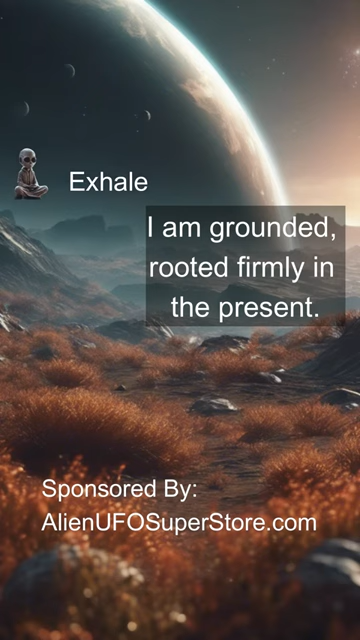 Exhale
I am grounded,
rooted firmly in
the present.
Sponsored By:
AlienUFOSuperStore.com